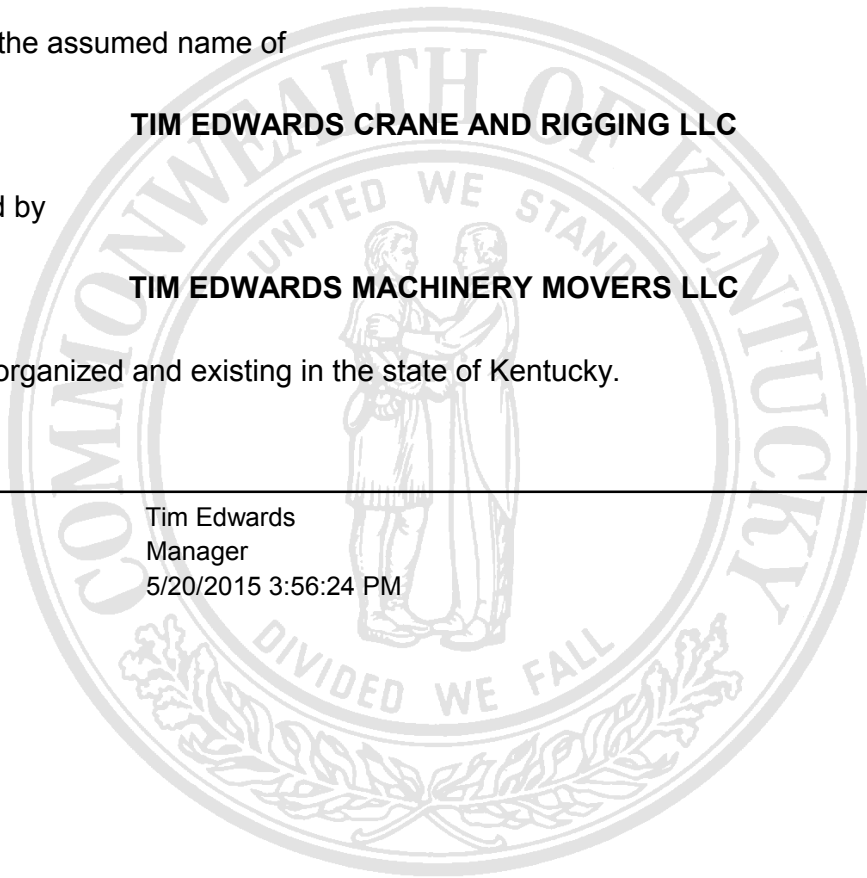 the assumed name of
TIM EDWARDS CRANE AND RIGGING LLC
d by
TIM EDWARDS MACHINERY MOVERS LLC
organized and existing in the state of Kentucky.
Tim Edwards
Manager
5/20/2015 3:56:24 PM
COMMONWEALTH OF KENTUCKY
UNITED WE STAND
DIVIDED WE FALL